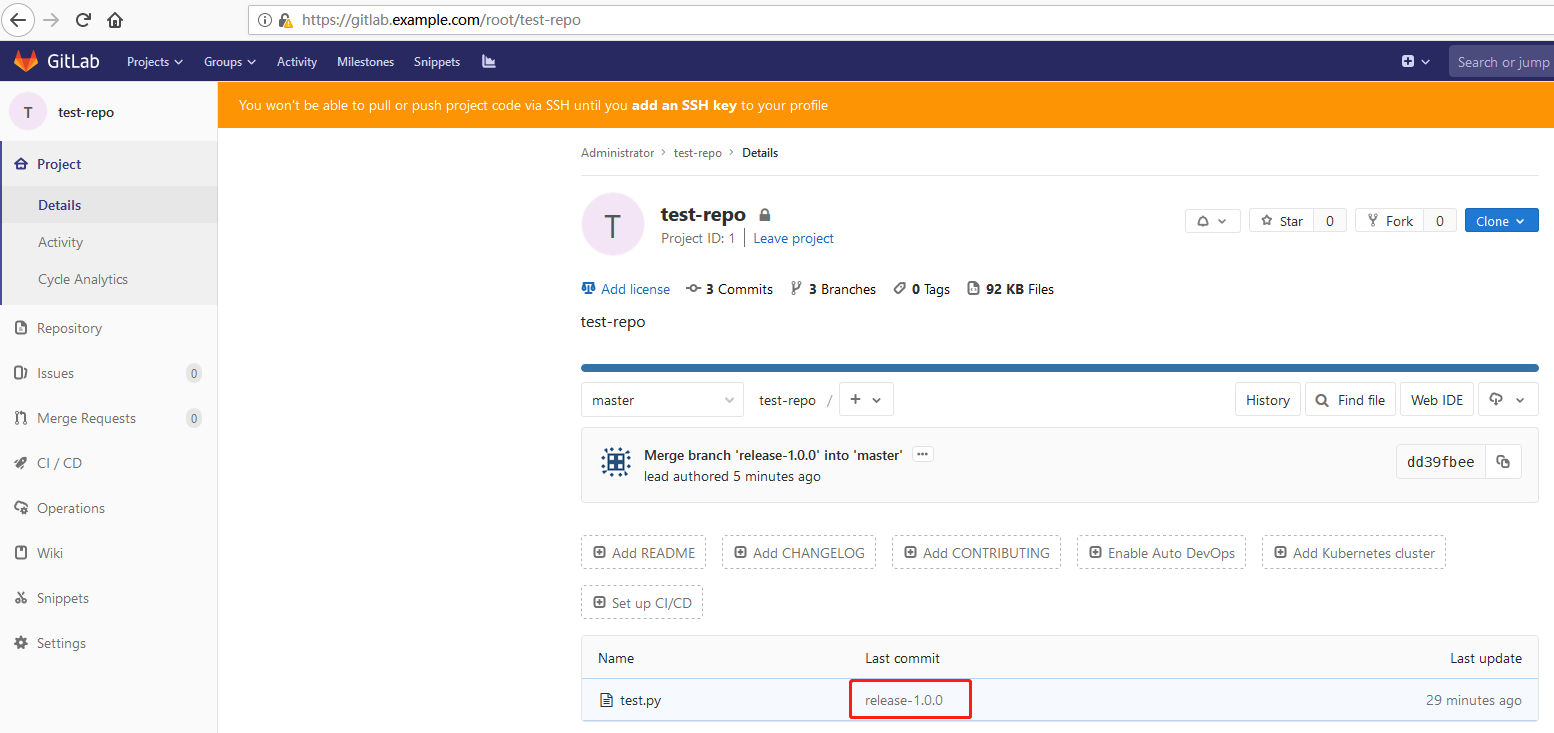 https://gitlab.example.com/root/test-repo
GitLab Projects Groups Activity Milestones Snippets Search or jump
T test-repo
You won't be able to pull or push project code via SSH until you add an SSH key to your profile
Project
Details
Activity
Cycle Analytics
Repository
Issues 0
Merge Requests 0
CI / CD
Operations
Wiki
Snippets
Settings
Administrator > test-repo > Details
T
test-repo
Project ID: 1 Leave project
Star 0 Fork 0 Clone
Add license 3 Commits 3 Branches 0 Tags 92 KB Files
test-repo
master test-repo / + History Find file Web IDE
Merge branch 'release-1.0.0' into 'master' ···
lead authored 5 minutes ago
dd39fbee
Add README Add CHANGELOG Add CONTRIBUTING Enable Auto DevOps Add Kubernetes cluster
Set up CI/CD
Name Last commit Last update
test.py release-1.0.0 29 minutes ago